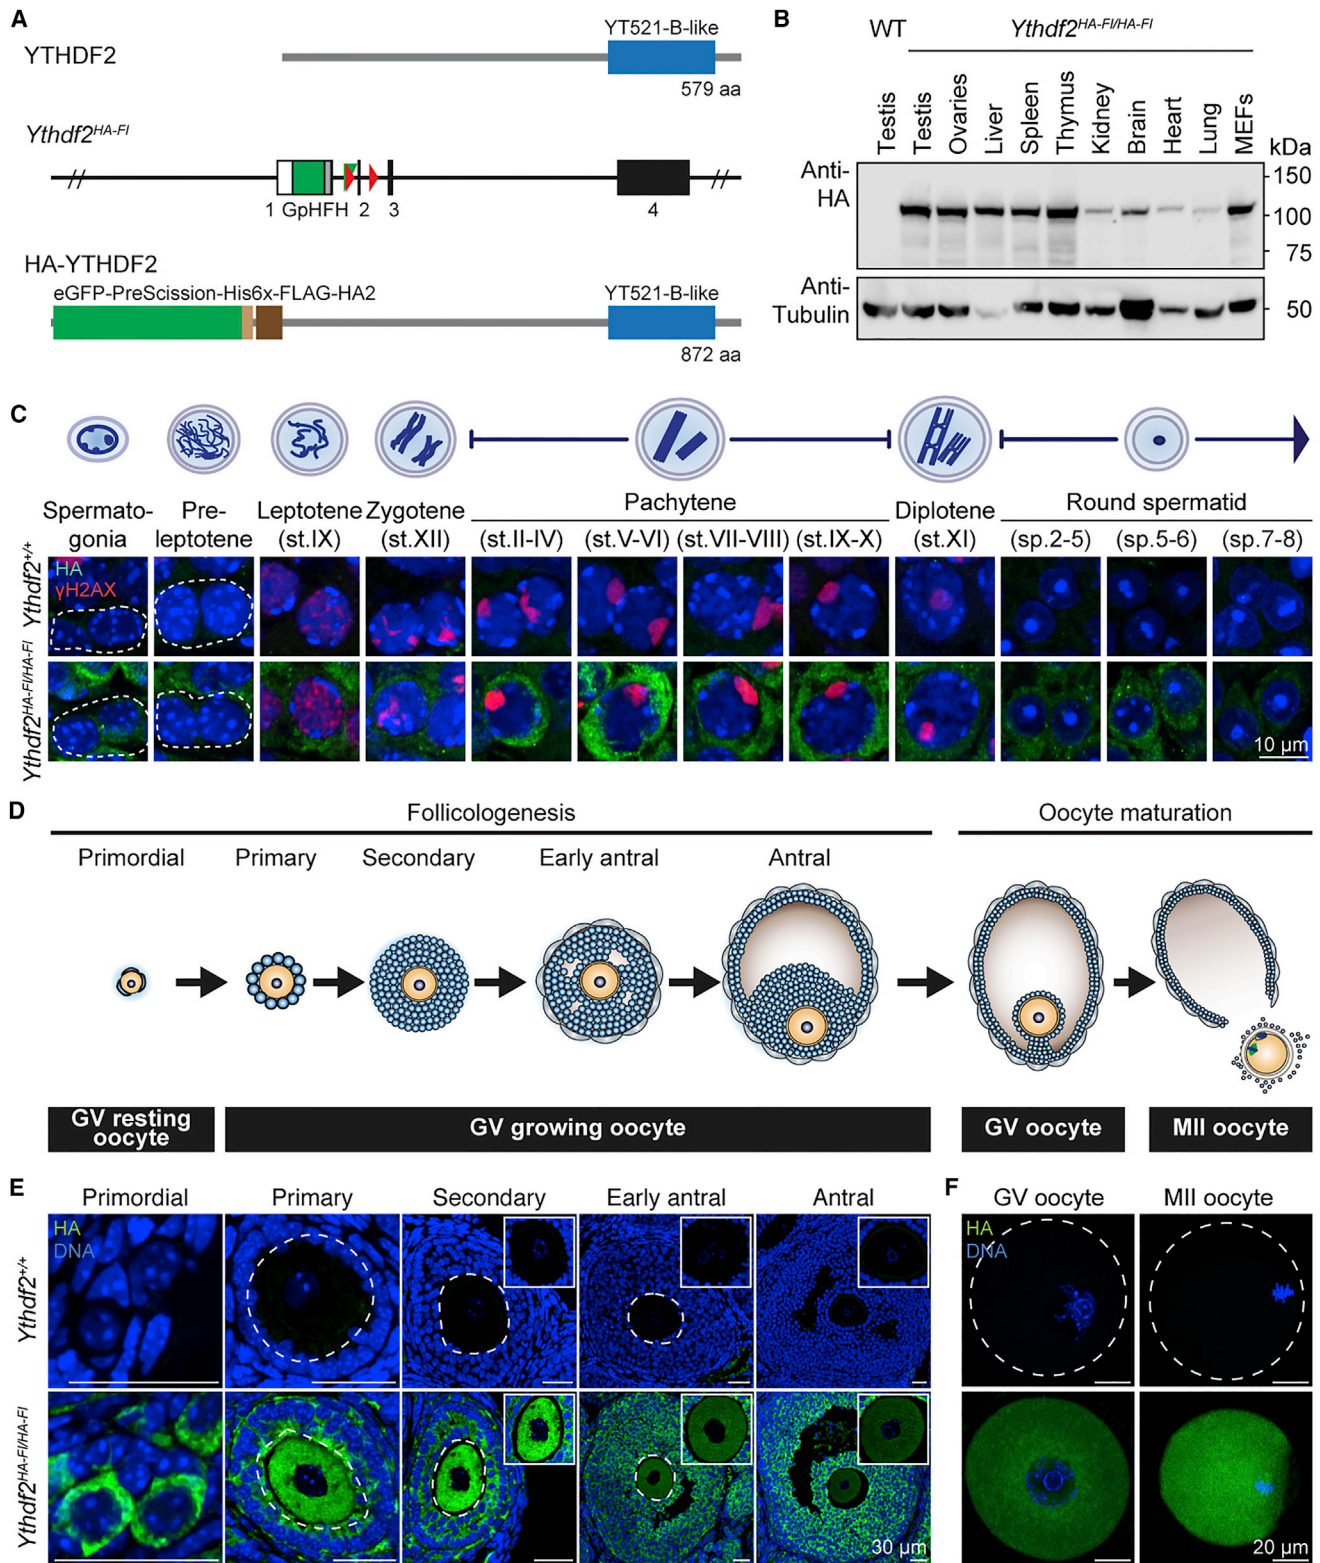 A
YTHDF2
YT521-B-like
579 aa
Ythdf2HA-Fl
1 GpHFH 2 3 4
HA-YTHDF2
eGFP-PreScission-His6x-FLAG-HA2
YT521-B-like
872 aa
B
WT Ythdf2HA-Fl/HA-Fl
Testis Testis Ovaries Liver Spleen Thymus Kidney Brain Heart Lung MEFs
kDa
Anti-
HA
150
100
75
Anti-
Tubulin
50
C
Spermato-
gonia
Pre-
leptotene
Leptotene
(st.IX)
Zygotene
(st.XII)
Pachytene
(st.II-IV) (st.V-VI) (st.VII-VIII) (st.IX-X)
Diplotene
(st.XI)
Round spermatid
(sp.2-5) (sp.5-6) (sp.7-8)
Ythdf2+/+
HA
γH2AX
Ythdf2HA-Fl/HA-Fl
10 μm
D
Follicologenesis
Oocyte maturation
Primordial Primary Secondary Early antral Antral
GV resting
oocyte
GV growing oocyte
GV oocyte
MII oocyte
E
Primordial Primary Secondary Early antral Antral
Ythdf2+/+
HA
DNA
Ythdf2HA-Fl/HA-Fl
30 μm
F
GV oocyte MII oocyte
HA
DNA
20 μm